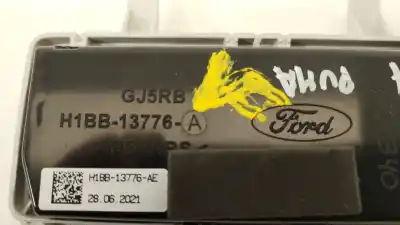 GJ5RB
H1BB-13776-A
Ford
PUMA
H1BB-13776-AE
28.06.2021